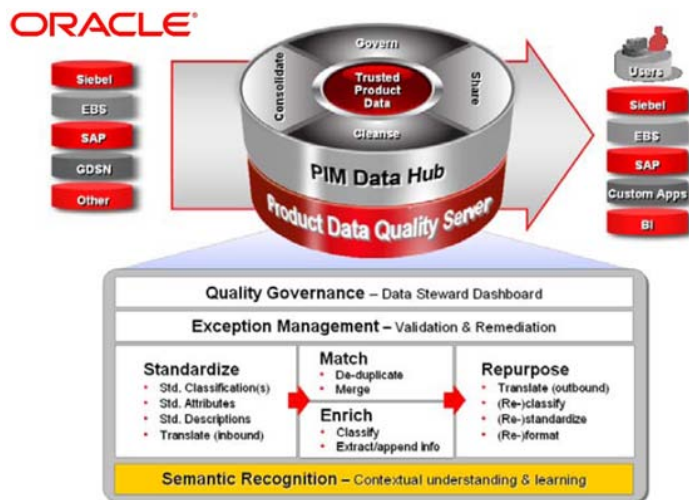 ORACLE
Siebel
EBS
SAP
GDSN
Other
Govern
Consolidate
Trusted
Product
Data
Share
Cleanse
PIM Data Hub
Product Data Quality Server
Users
Siebel
EBS
SAP
Custom Apps
BI
Quality Governance – Data Steward Dashboard
Exception Management – Validation & Remediation
Standardize
• Std. Classification(s)
• Std. Attributes
• Std. Descriptions
• Translate (inbound)
Match
• De-duplicate
• Merge
Enrich
• Classify
• Extract/append info
Repurpose
• Translate (outbound)
• (Re-)classify
• (Re-)standardize
• (Re-)format
Semantic Recognition – Contextual understanding & learning